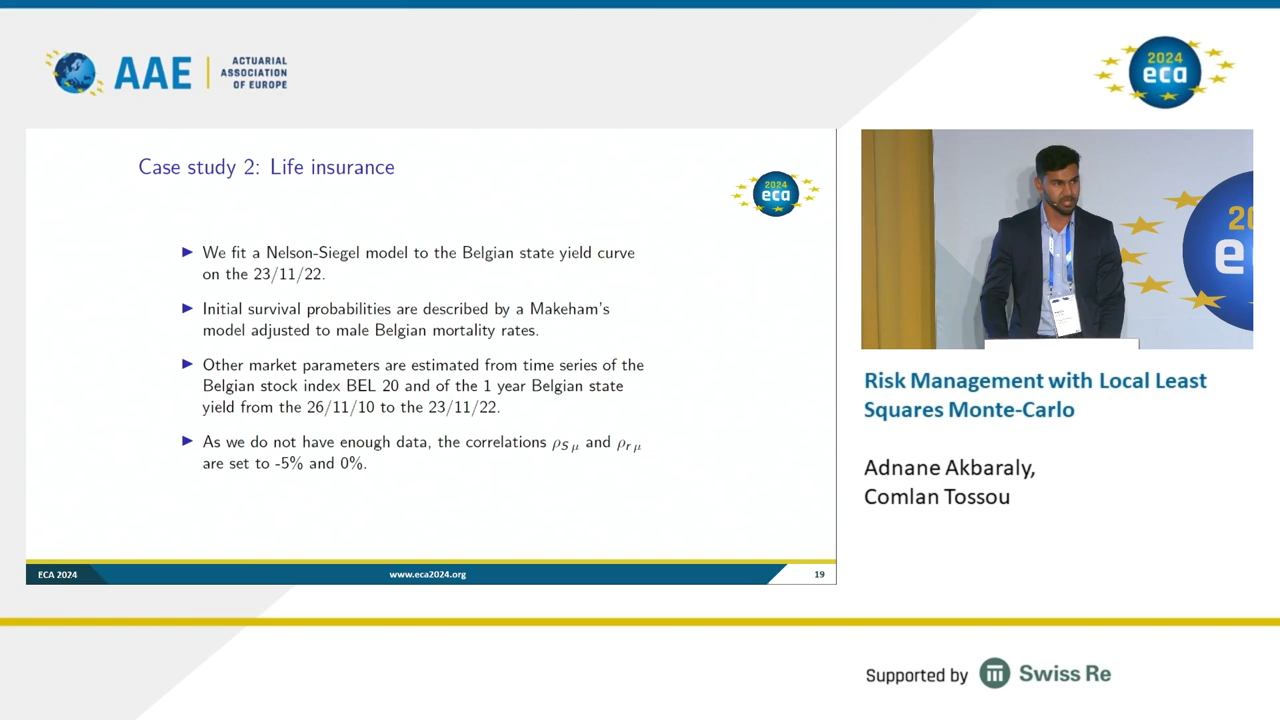 AAE
ACTUARIAL
ASSOCIATION
OF EUROPE
2024
eca
Case study 2: Life insurance
2024
eca
▶ We fit a Nelson-Siegel model to the Belgian state yield curve
on the 23/11/22.
▶ Initial survival probabilities are described by a Makeham's
model adjusted to male Belgian mortality rates.
▶ Other market parameters are estimated from time series of the
Belgian stock index BEL 20 and of the 1 year Belgian state
yield from the 26/11/10 to the 23/11/22.
▶ As we do not have enough data, the correlations ρSμ and ρrμ
are set to -5% and 0%.
ECA 2024
www.eca2024.org
19
20
e
Risk Management with Local Least
Squares Monte-Carlo
Adnane Akbaraly,
Comlan Tossou
Supported by
Swiss Re